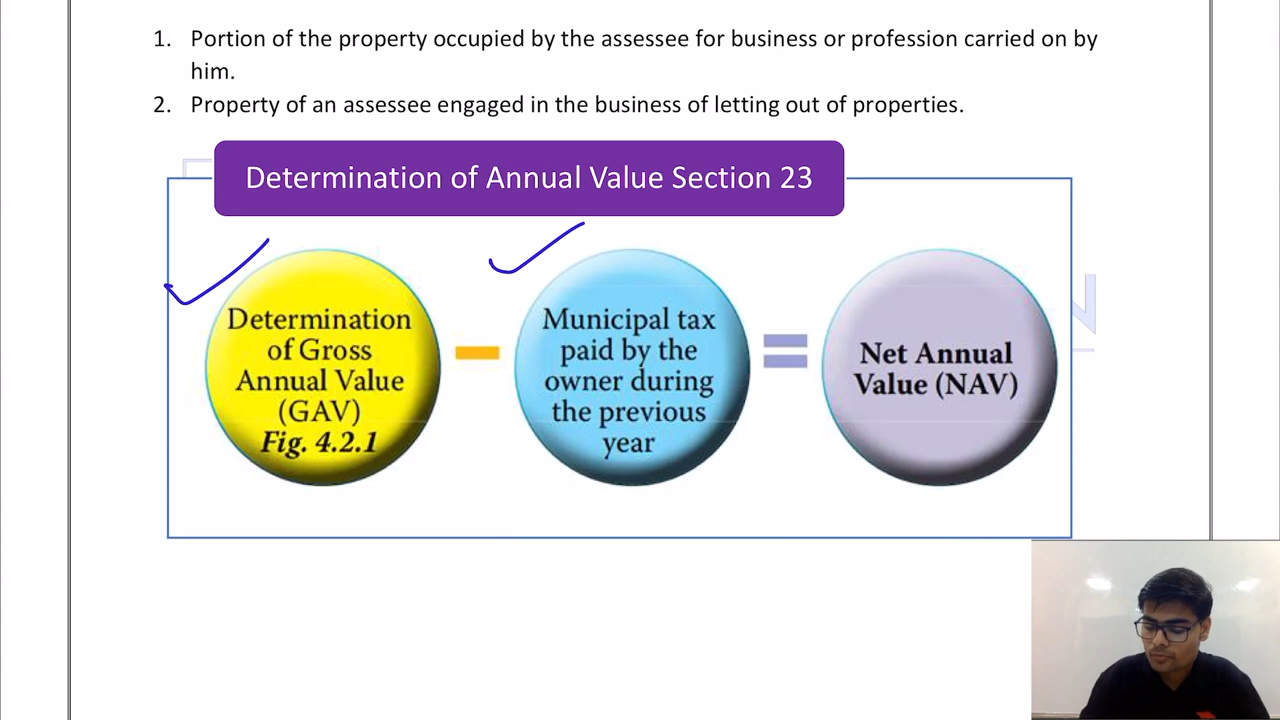 1. Portion of the property occupied by the assessee for business or profession carried on by
him.
2. Property of an assessee engaged in the business of letting out of properties.
Determination of Annual Value Section 23
Determination
of Gross
Annual Value
(GAV)
Fig. 4.2.1
Municipal tax
paid by the
owner during
the previous
year
Net Annual
Value (NAV)